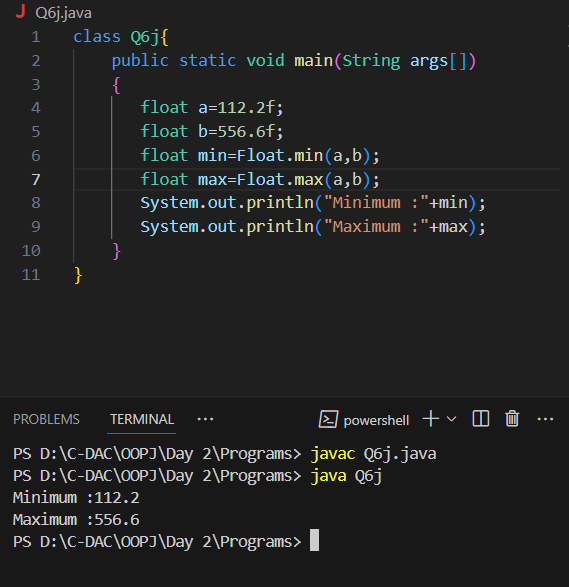 J Q6j.java
1 class Q6j{
2 public static void main(String args[])
3 {
4 float a=112.2f;
5 float b=556.6f;
6 float min=Float.min(a,b);
7 float max=Float.max(a,b);
8 System.out.println("Minimum :"+min);
9 System.out.println("Maximum :"+max);
10 }
11 }
PROBLEMS TERMINAL ··· powershell + ···
PS D:\C-DAC\OOPJ\Day 2\Programs> javac Q6j.java
PS D:\C-DAC\OOPJ\Day 2\Programs> java Q6j
Minimum :112.2
Maximum :556.6
PS D:\C-DAC\OOPJ\Day 2\Programs>